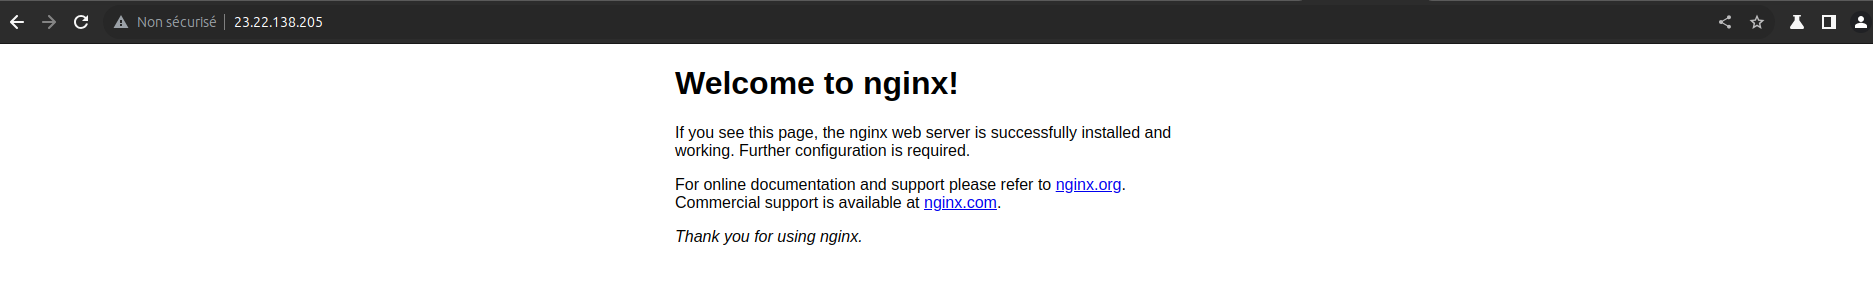 Non sécurisé 23.22.138.205
Welcome to nginx!
If you see this page, the nginx web server is successfully installed and
working. Further configuration is required.
For online documentation and support please refer to nginx.org.
Commercial support is available at nginx.com.
Thank you for using nginx.